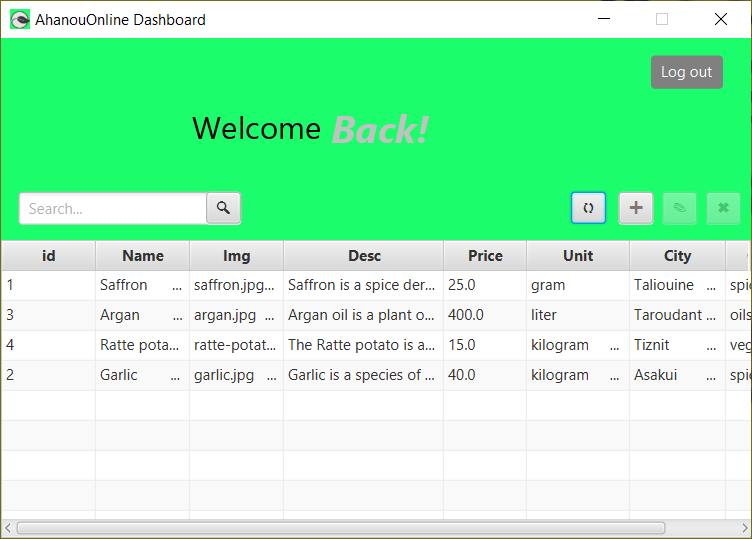 AhanouOnline Dashboard
Log out
Welcome Back!
Search...
id Name Img Desc Price Unit City
1 Saffron ... saffron.jpg... Saffron is a spice der... 25.0 gram Taliouine ... spic
3 Argan ... argan.jpg ... Argan oil is a plant o... 400.0 liter Taroudant ... oils
4 Ratte pota... ratte-potat... The Ratte potato is a... 15.0 kilogram ... Tiznit ... veg
2 Garlic ... garlic.jpg ... Garlic is a species of ... 40.0 kilogram ... Asakui ... spic